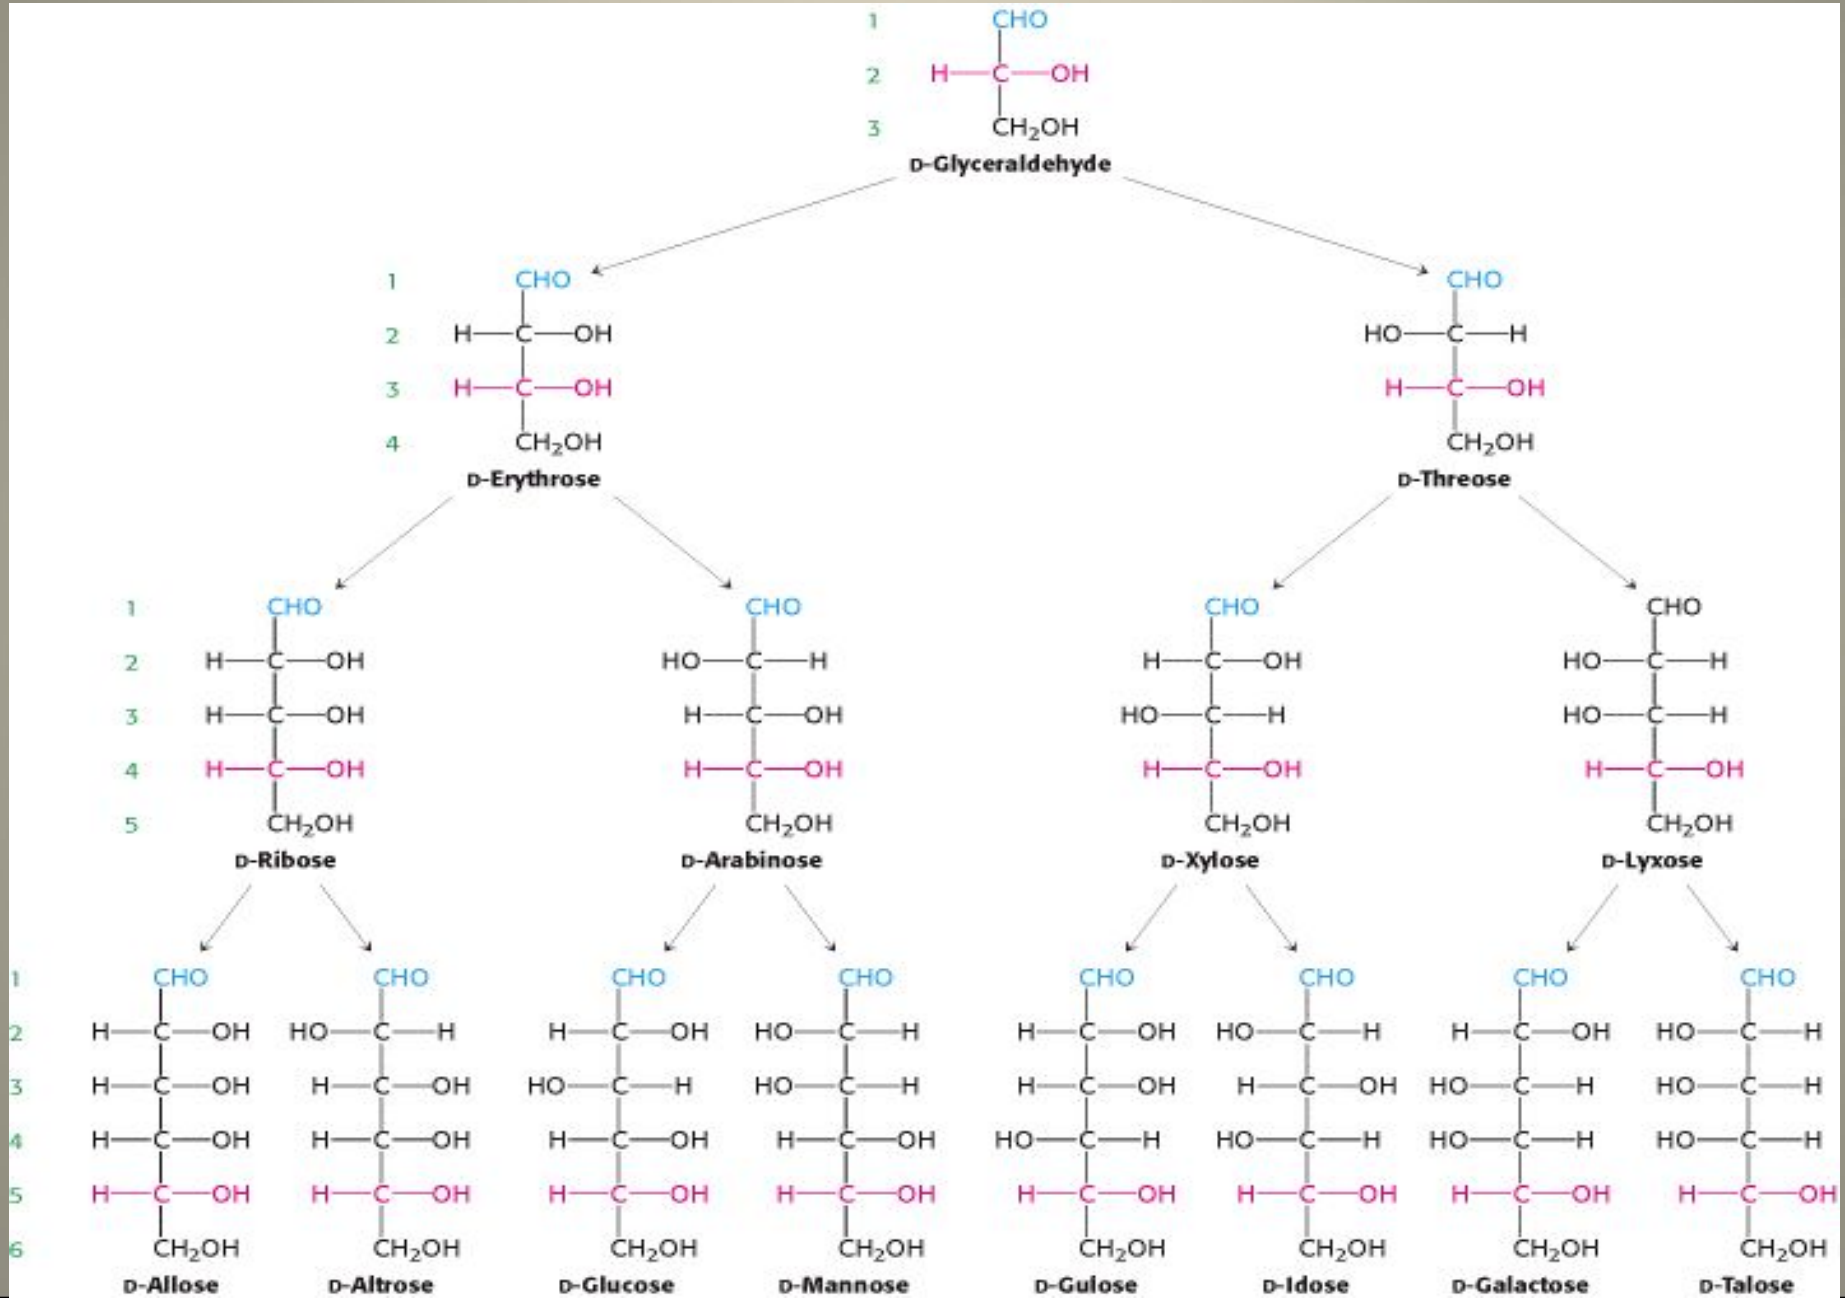 1 CHO
2 H C OH
3 CH₂OH
D-Glyceraldehyde
1 CHO CHO
2 H C OH HO C H
3 H C OH H C OH
4 CH₂OH CH₂OH
D-Erythrose D-Threose
1 CHO CHO CHO CHO
2 H C OH HO C H H C OH HO C H
3 H C OH H C OH HO C H HO C H
4 H C OH H C OH H C OH H C OH
5 CH₂OH CH₂OH CH₂OH CH₂OH
D-Ribose D-Arabinose D-Xylose D-Lyxose
1 CHO CHO CHO CHO CHO CHO CHO CHO
2 H C OH HO C H H C OH HO C H H C OH HO C H H C OH HO C H
3 H C OH H C OH HO C H HO C H H C OH H C OH HO C H HO C H
4 H C OH H C OH H C OH H C OH HO C H HO C H HO C H HO C H
5 H C OH H C OH H C OH H C OH H C OH H C OH H C OH H C OH
6 CH₂OH CH₂OH CH₂OH CH₂OH CH₂OH CH₂OH CH₂OH CH₂OH
D-Allose D-Altrose D-Glucose D-Mannose D-Gulose D-Idose D-Galactose D-Talose